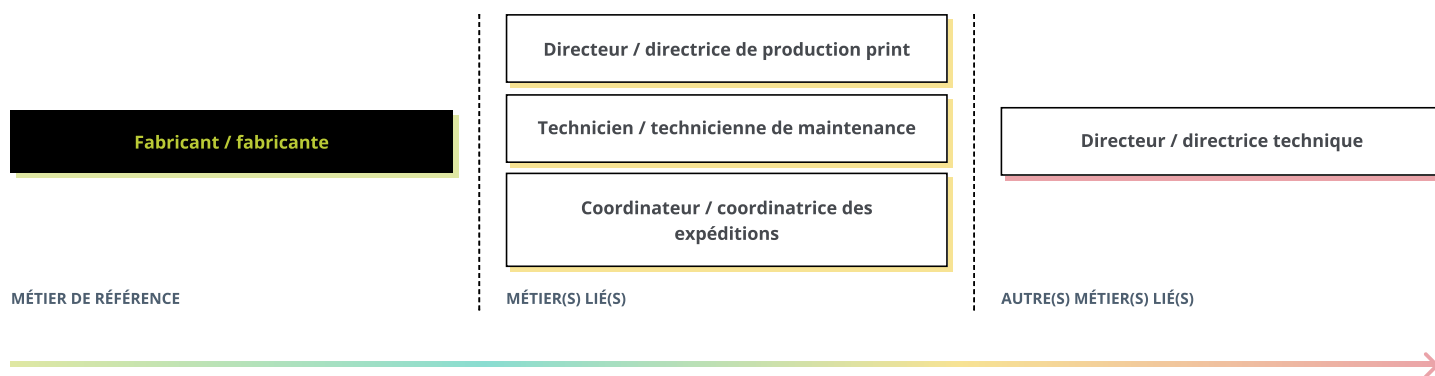 Fabricant / fabricante
MÉTIER DE RÉFÉRENCE
Directeur / directrice de production print
Technicien / technicienne de maintenance
Coordinateur / coordinatrice des
expéditions
MÉTIER(S) LIÉ(S)
Directeur / directrice technique
AUTRE(S) MÉTIER(S) LIÉ(S)